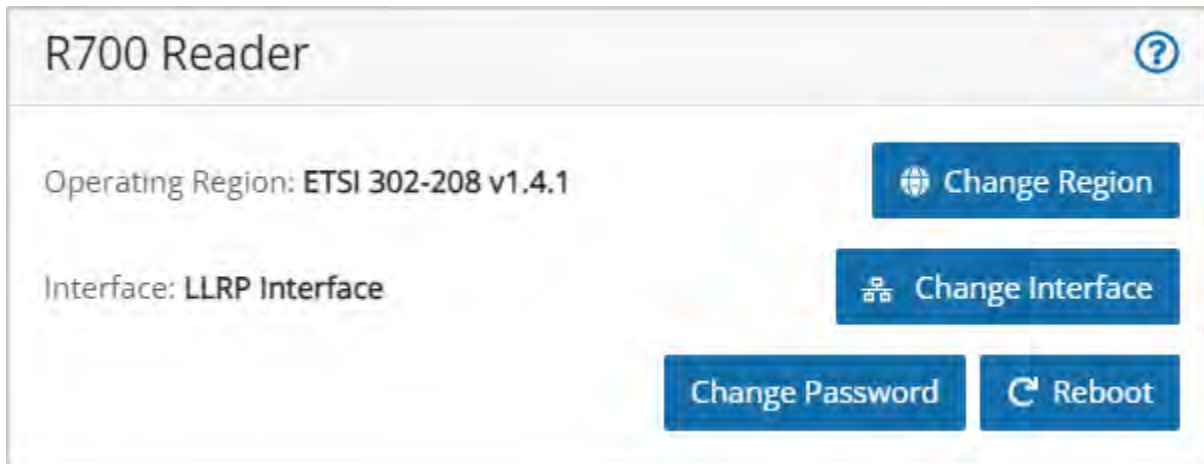 R700 Reader
Operating Region: ETSI 302-208 v1.4.1
Change Region
Interface: LLRP Interface
Change Interface
Change Password
Reboot